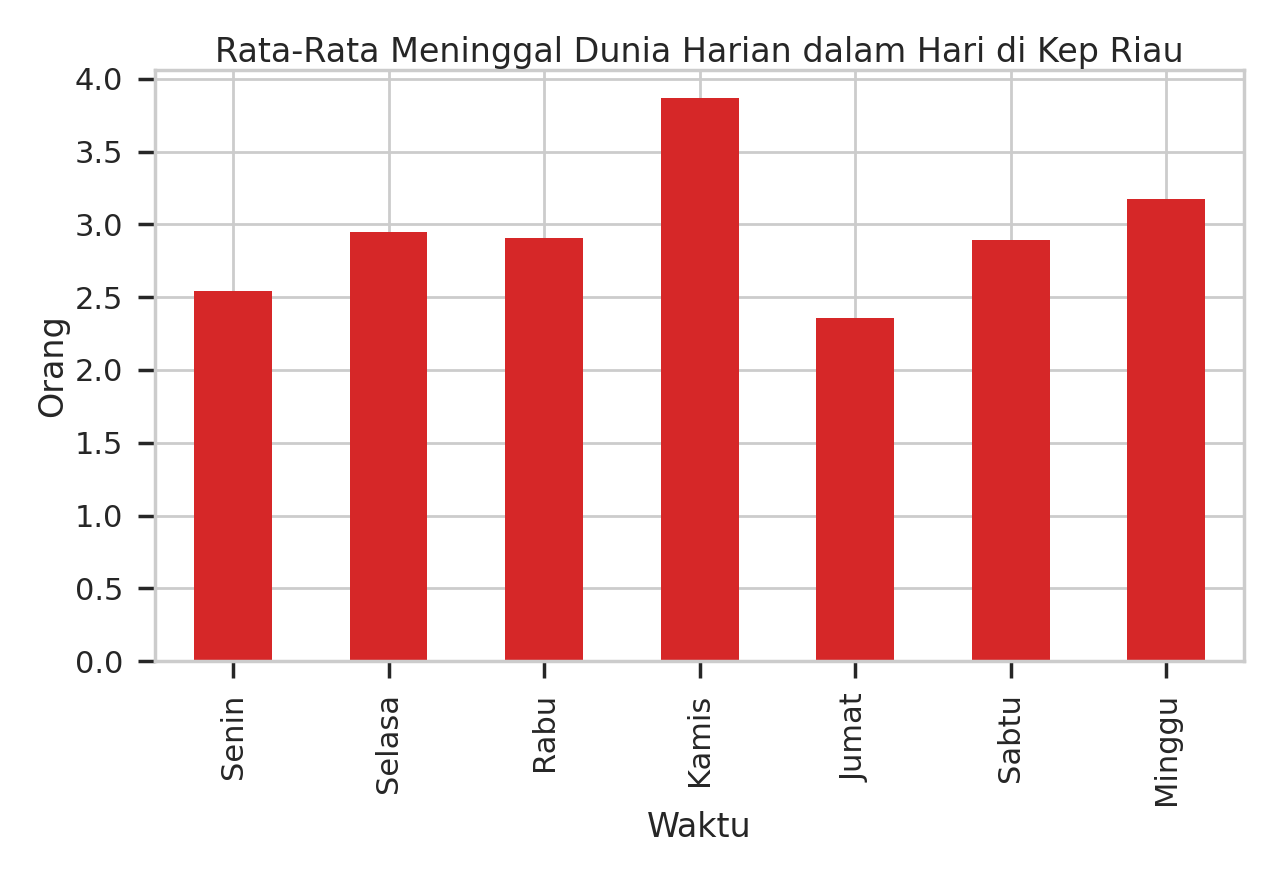 Rata-Rata Meninggal Dunia Harian dalam Hari di Kep Riau
4.0
3.5
3.0
2.5
2.0
1.5
1.0
0.5
0.0
Orang
Senin
Selasa
Rabu
Kamis
Jumat
Sabtu
Minggu
Waktu